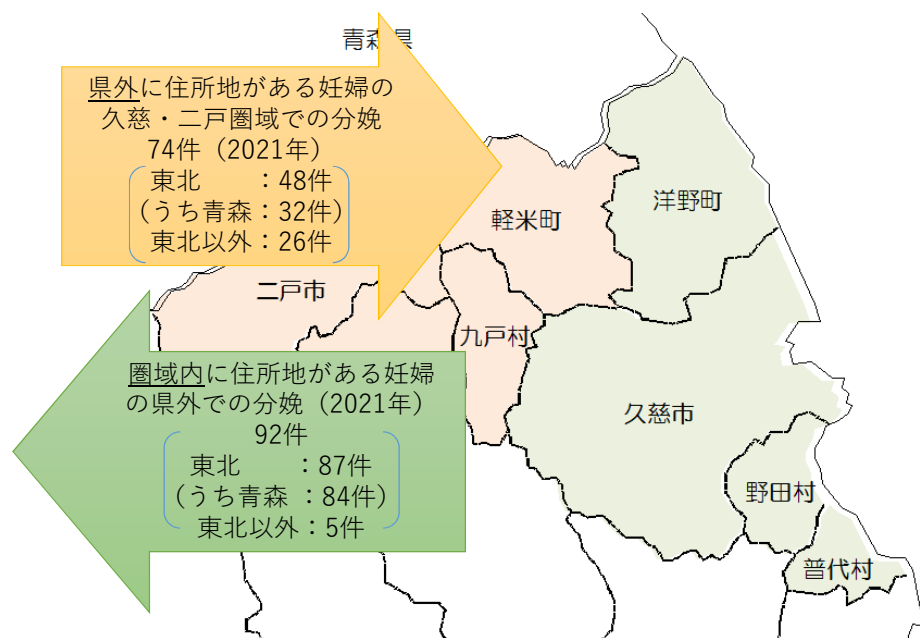 青森県
県外に住所地がある妊婦の
久慈・二戸圏域での分娩
74件（2021年）
東北　　：48件
(うち青森：32件)
東北以外：26件
洋野町
軽米町
二戸市
九戸村
圏域内に住所地がある妊婦
の県外での分娩（2021年）
92件
東北　　 ：87件
(うち青森 ：84件)
東北以外：5件
久慈市
野田村
普代村